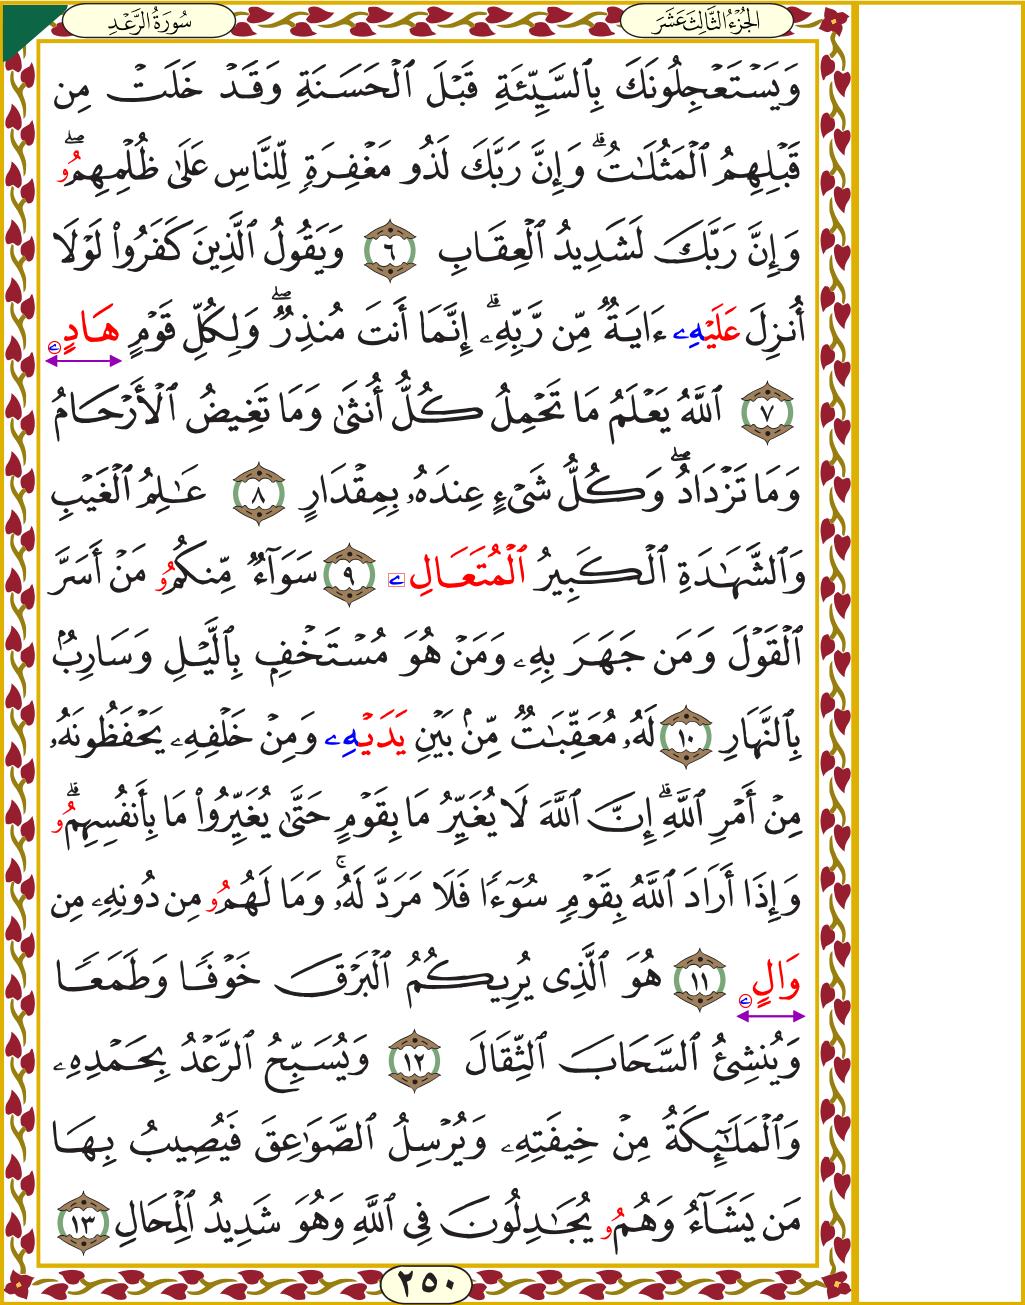 سُورَةُ الرَّعْدِ
الجُزْءُ الثَّالِثَ عَشَرَ
وَيَسْتَعْجِلُونَكَ بِٱلسَّيِّئَةِ قَبْلَ ٱلْحَسَنَةِ وَقَدْ خَلَتْ مِن
قَبْلِهِمُ ٱلْمَثُلَـٰتُۗ وَإِنَّ رَبَّكَ لَذُو مَغْفِرَةٍ لِّلنَّاسِ عَلَىٰ ظُلْمِهِمُۥۖ
وَإِنَّ رَبَّكَ لَشَدِيدُ ٱلْعِقَابِ ٦ وَيَقُولُ ٱلَّذِينَ كَفَرُوا۟ لَوْلَا
أُنزِلَ عَلَيْهِۦ ءَايَةٌ مِّن رَّبِّهِۦۗ إِنَّمَا أَنتَ مُنذِرٌۖ وَلِكُلِّ قَوْمٍ هَادٍۦ
٧ ٱللَّهُ يَعْلَمُ مَا تَحْمِلُ كُلُّ أُنثَىٰ وَمَا تَغِيضُ ٱلْأَرْحَامُ
وَمَا تَزْدَادُۖ وَكُلُّ شَىْءٍ عِندَهُۥ بِمِقْدَارٍ ٨ عَـٰلِمُ ٱلْغَيْبِ
وَٱلشَّهَـٰدَةِ ٱلْكَبِيرُ ٱلْمُتَعَالِۦ ٩ سَوَآءٌ مِّنكُمُۥ مَنْ أَسَرَّ
ٱلْقَوْلَ وَمَن جَهَرَ بِهِۦ وَمَنْ هُوَ مُسْتَخْفٍۭ بِٱلَّيْلِ وَسَارِبٌۢ
بِٱلنَّهَارِ ١٠ لَهُۥ مُعَقِّبَـٰتٌ مِّنۢ بَيْنِ يَدَيْهِۦ وَمِنْ خَلْفِهِۦ يَحْفَظُونَهُۥ
مِنْ أَمْرِ ٱللَّهِۗ إِنَّ ٱللَّهَ لَا يُغَيِّرُ مَا بِقَوْمٍ حَتَّىٰ يُغَيِّرُوا۟ مَا بِأَنفُسِهِمُۥۗ
وَإِذَا أَرَادَ ٱللَّهُ بِقَوْمٍ سُوٓءًا فَلَا مَرَدَّ لَهُۥۚ وَمَا لَهُمُۥ مِن دُونِهِۦ مِن
وَالٍۦ ١١ هُوَ ٱلَّذِى يُرِيكُمُ ٱلْبَرْقَ خَوْفًا وَطَمَعًا
وَيُنشِئُ ٱلسَّحَابَ ٱلثِّقَالَ ١٢ وَيُسَبِّحُ ٱلرَّعْدُ بِحَمْدِهِۦ
وَٱلْمَلَـٰٓئِكَةُ مِنْ خِيفَتِهِۦ وَيُرْسِلُ ٱلصَّوَٰعِقَ فَيُصِيبُ بِهَا
مَن يَشَآءُ وَهُمُۥ يُجَـٰدِلُونَ فِى ٱللَّهِ وَهْوَ شَدِيدُ ٱلْمِحَالِ ١٣
٢٥٠